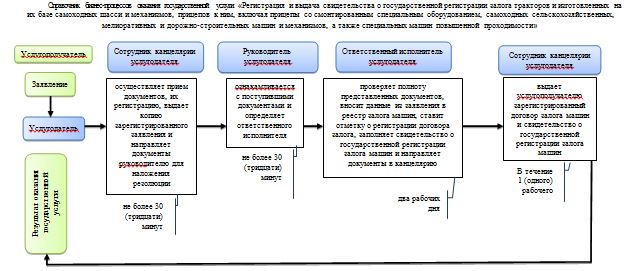 Справочник бизнес-процессов оказания государственной услуги «Регистрация и выдача свидетельства о государственной регистрации залога тракторов и изготовленных на
их базе самоходных шасси и механизмов, прицепов к ним, включая прицепы со смонтированным специальным оборудованием, самоходных сельскохозяйственных,
мелиоративных и дорожно-строительных машин и механизмов, а также специальных машин повышенной проходимости»
Услугополучатель
Заявление
Услугодатель
Результат оказания
государственной
услуги
Сотрудник канцелярии
услугодателя
осуществляет прием
документов, их
регистрацию, выдает
копию
зарегистрированного
заявления и
направляет
документы
руководителю для
наложения
резолюции
не более 30
(тридцати)
минут
Руководитель
услугодателя
ознакамливается
с поступившими
документами и
определяет
ответственного
исполнителя
не более 30
(тридцати)
минут
Ответственный исполнитель
услугодателя
проверяет полноту
представленных документов,
вносит данные из заявления в
реестр залога машин, ставит
отметку о регистрации договора
залога, заполняет свидетельство о
государственной регистрации
залога машин и направляет
документы в канцелярию
два рабочих
дня
Сотрудник канцелярии
услугодателя
выдает
услугополучателю
зарегистрированный
договор залога машин
и свидетельство о
государственной
регистрации залога
машин
В течение
1 (одного)
рабочего